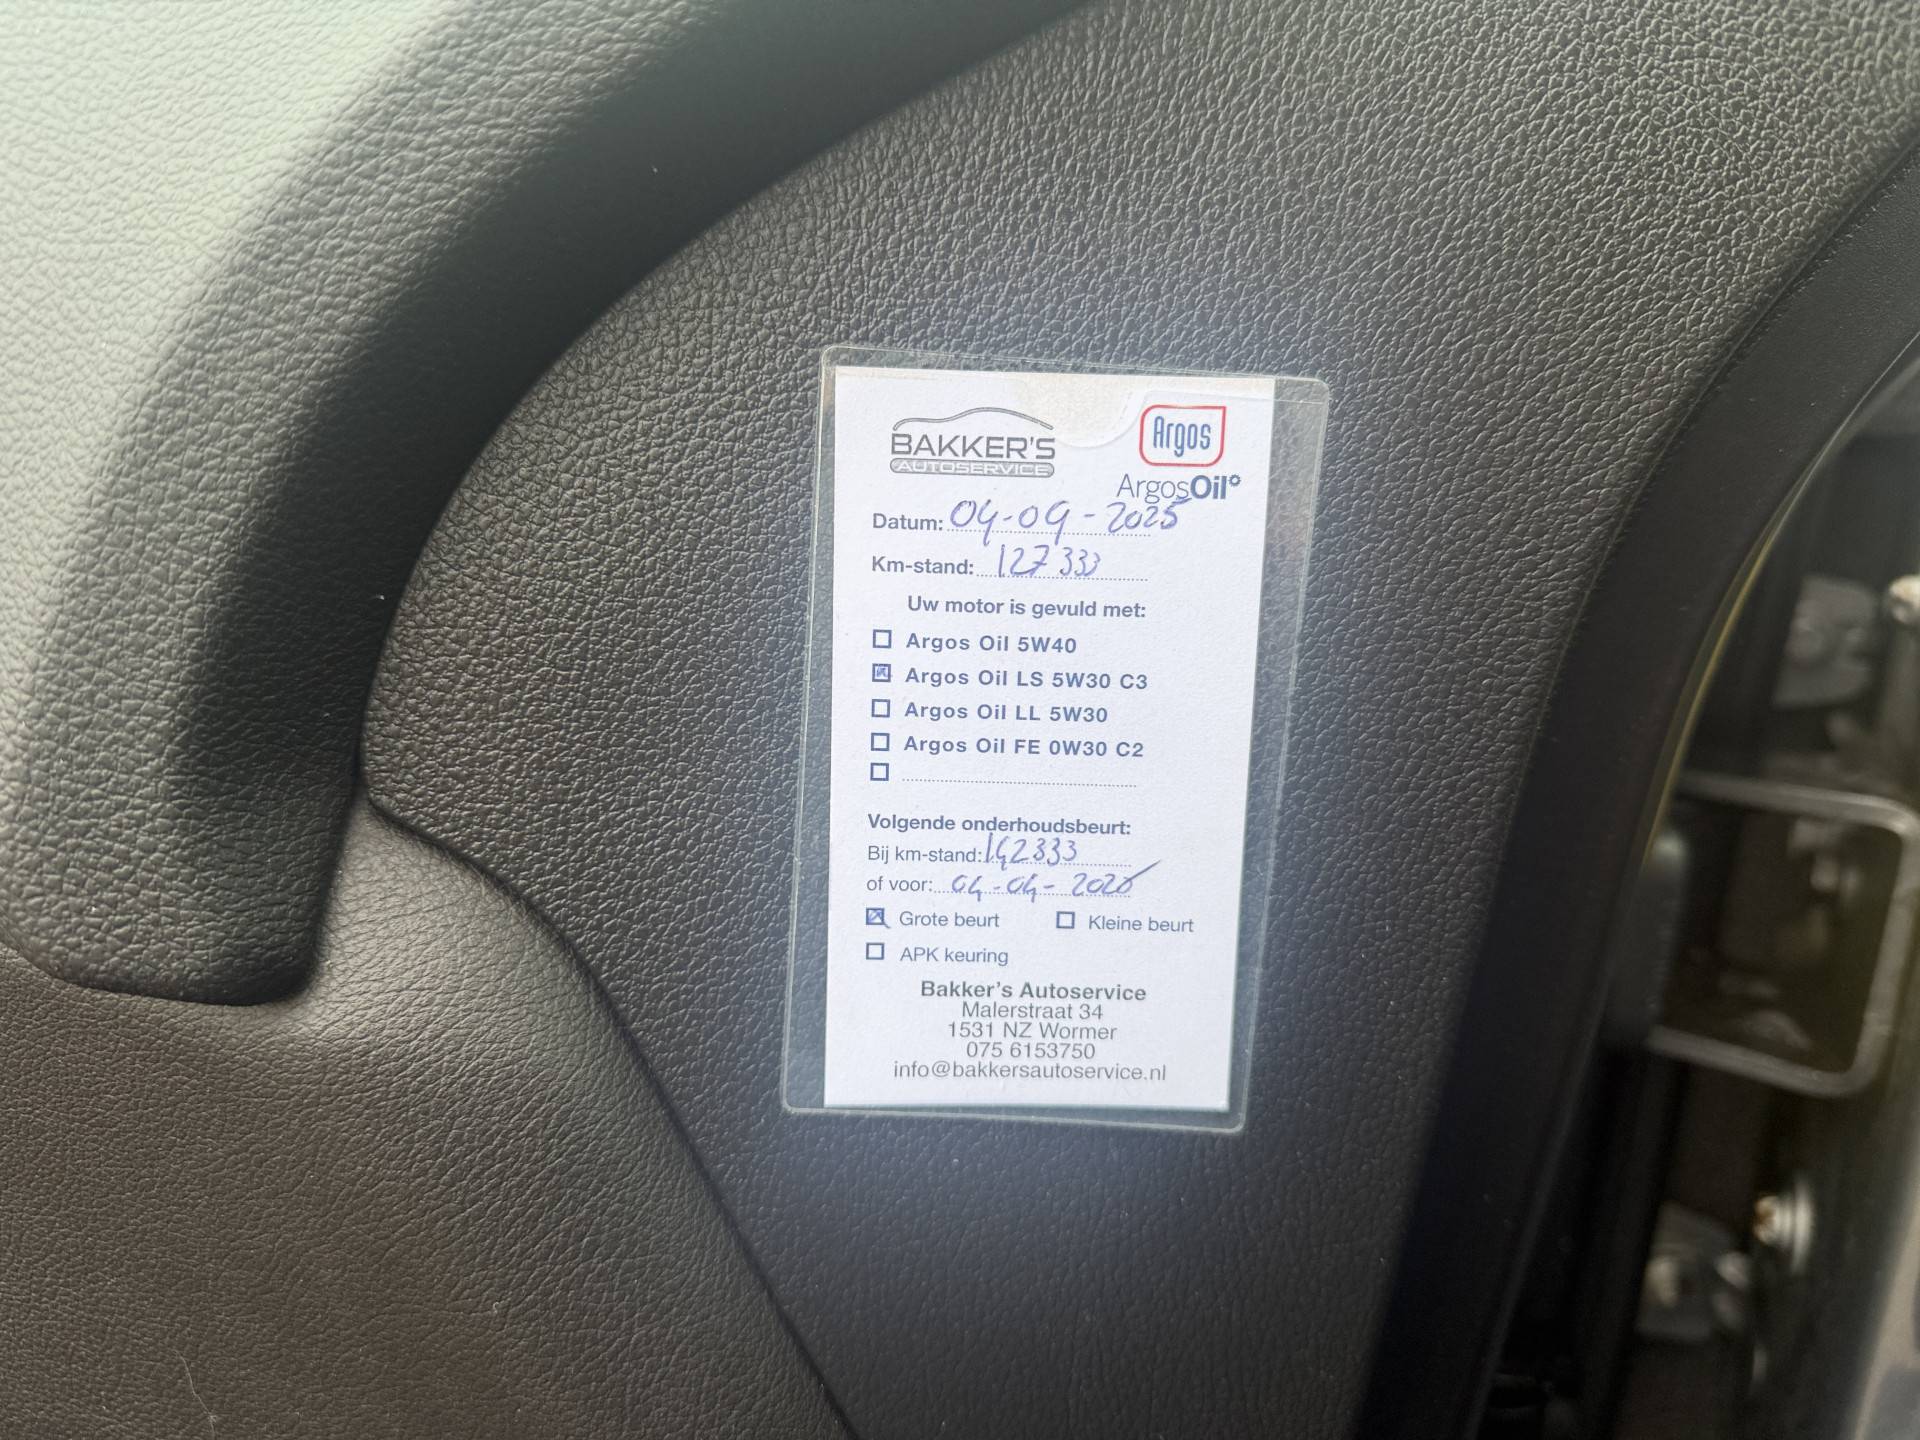 BAKKER'S
AUTOSERVICE
Argos
ArgosOil
Datum: 04-09-2025
Km-stand: 127333
Uw motor is gevuld met:
Argos Oil 5W40
Argos Oil LS 5W30 C3
Argos Oil LL 5W30
Argos Oil FE 0W30 C2
Volgende onderhoudsbeurt:
Bij km-stand: 142333
of voor: 04-04-2026
Grote beurt Kleine beurt
APK keuring
Bakker's Autoservice
Malerstraat 34
1531 NZ Wormer
075 6153750
info@bakkersautoservice.nl